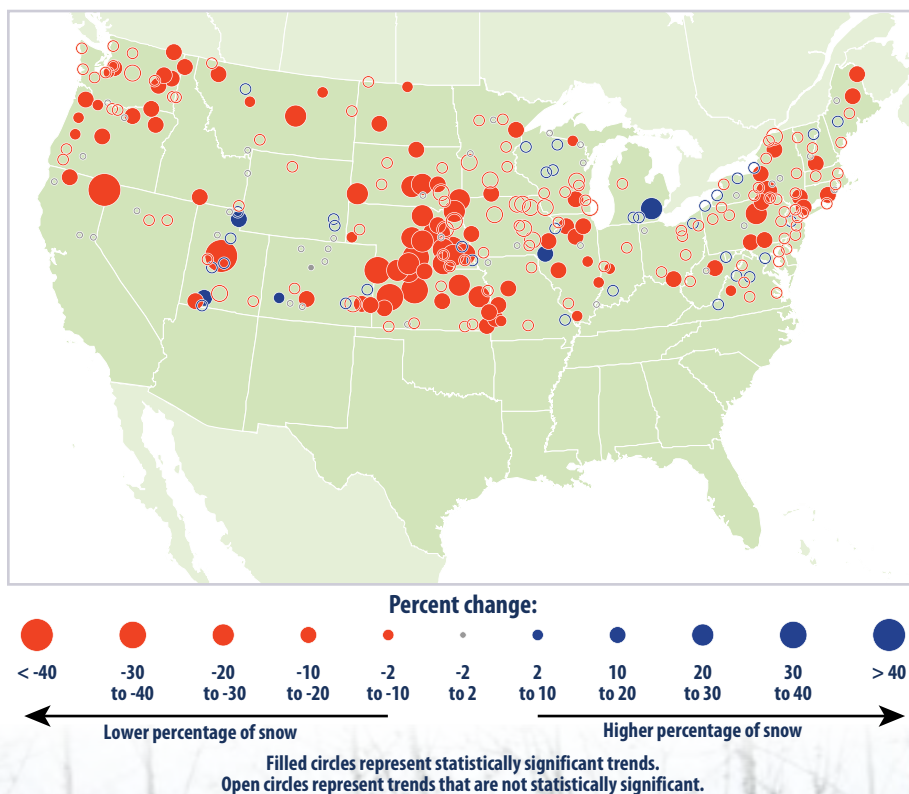 Percent change:
< -40 -30 to -40 -20 to -30 -10 to -20 -2 to -10 -2 to 2 2 to 10 10 to 20 20 to 30 30 to 40 > 40
Lower percentage of snow
Higher percentage of snow
Filled circles represent statistically significant trends.
Open circles represent trends that are not statistically significant.